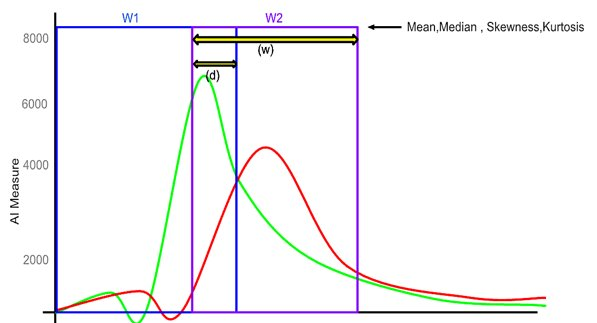 W1
W2
Mean,Median , Skewness,Kurtosis
8000
(w)
(d)
6000
4000
AI Measure
2000